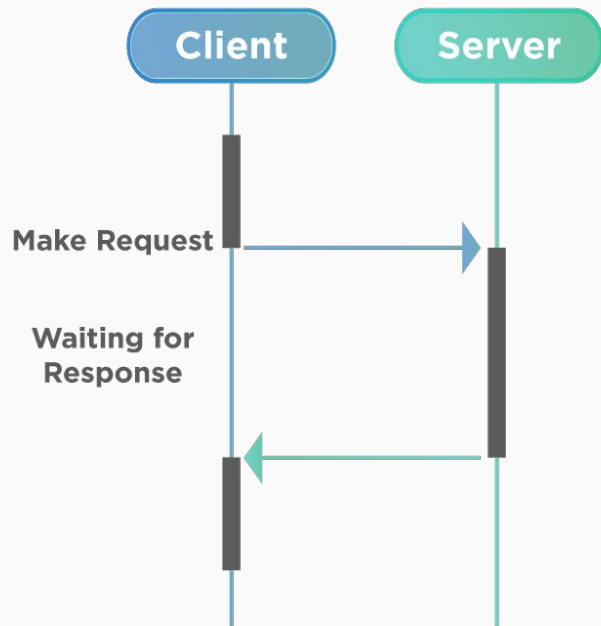 Client
Server
Make Request
Waiting for
Response